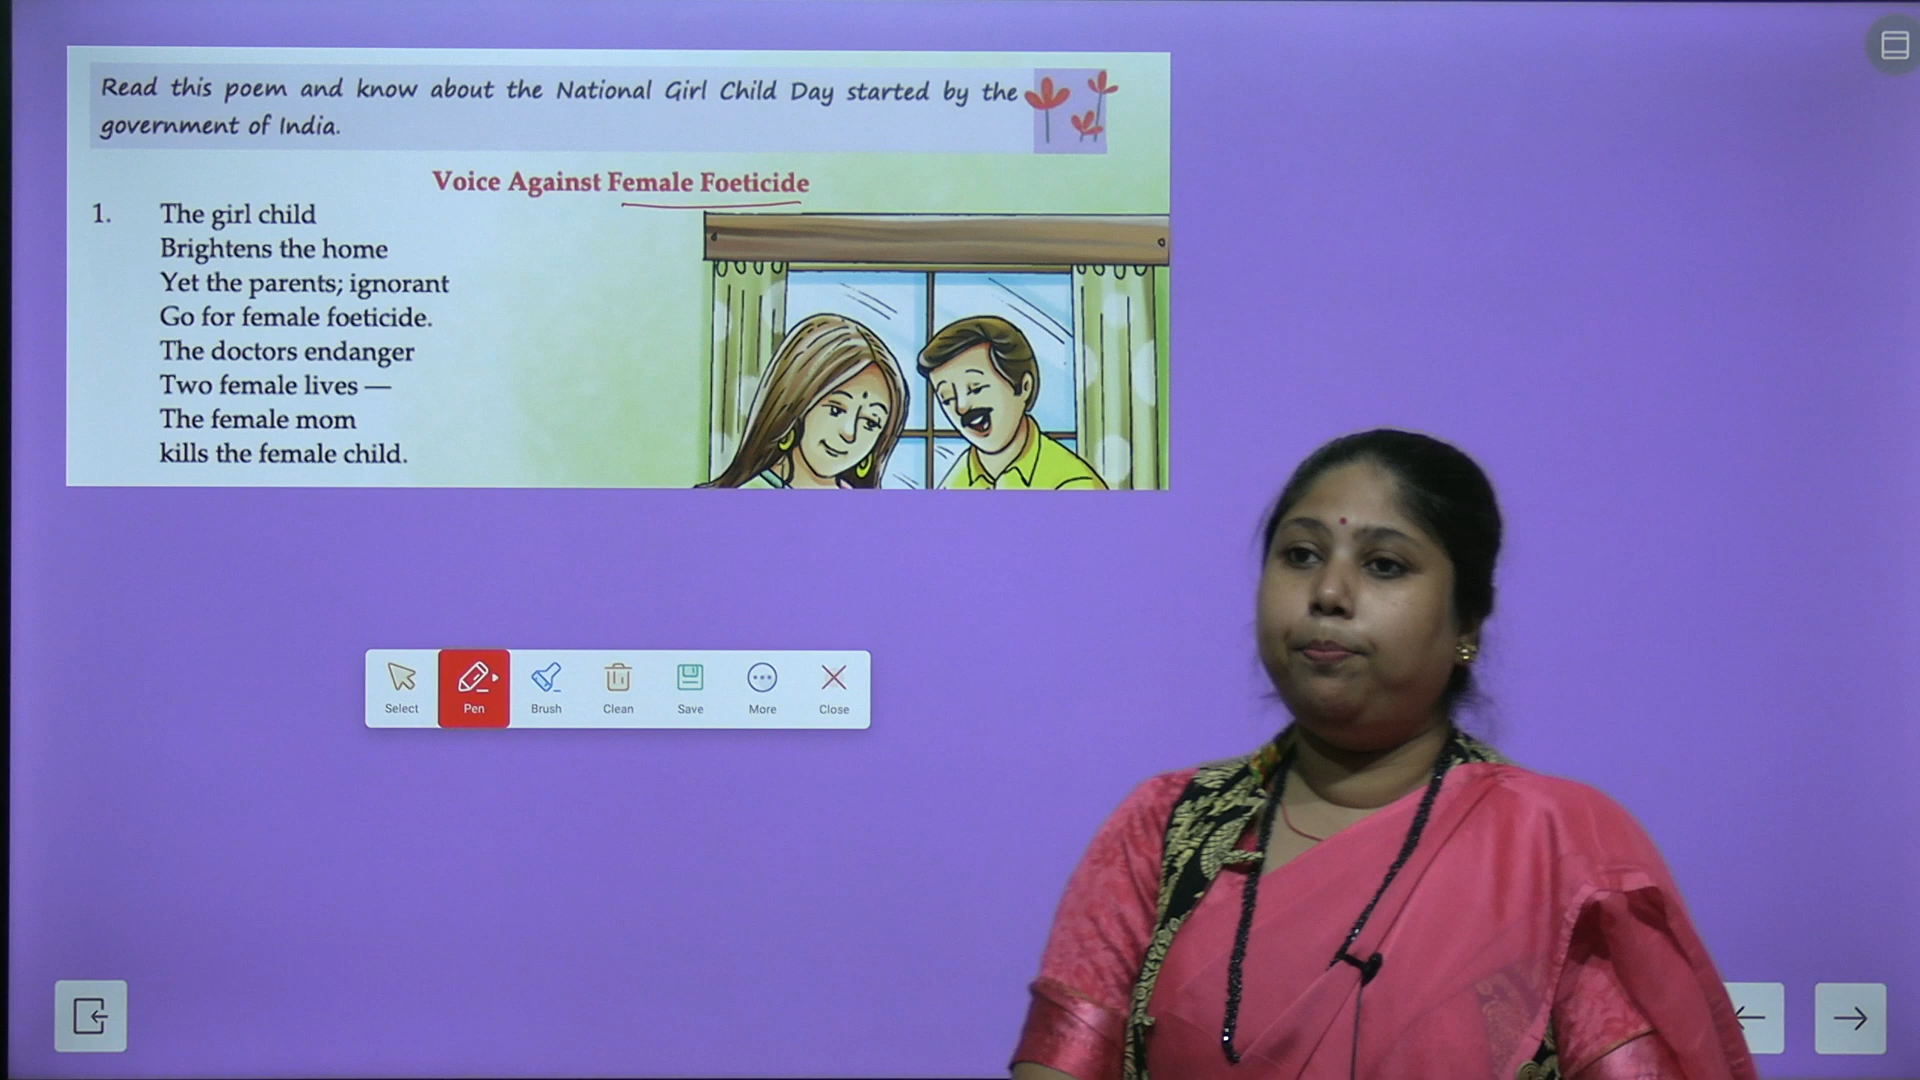 Read this poem and know about the National Girl Child Day started by the
government of India.
Voice Against Female Foeticide
1. The girl child
Brightens the home
Yet the parents; ignorant
Go for female foeticide.
The doctors endanger
Two female lives —
The female mom
kills the female child.
Select Pen Brush Clean Save More Close